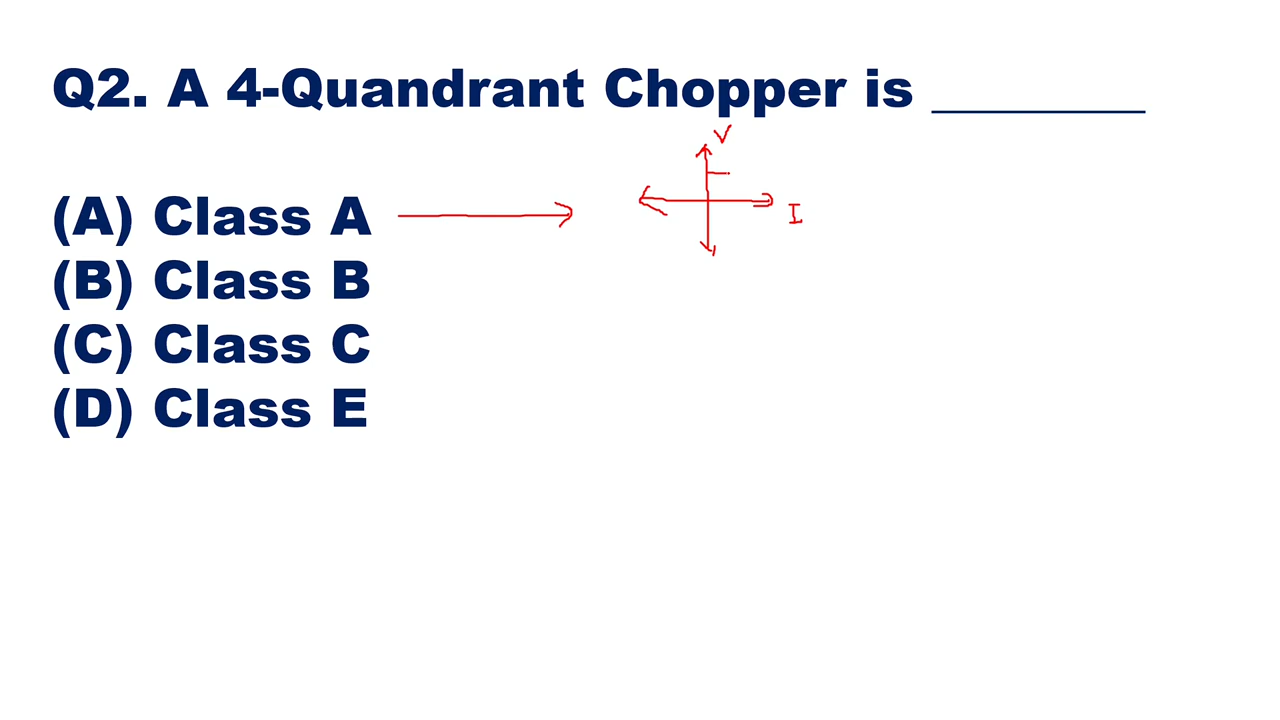 Q2. A 4-Quandrant Chopper is ________
V
(A) Class A
I
(B) Class B
(C) Class C
(D) Class E